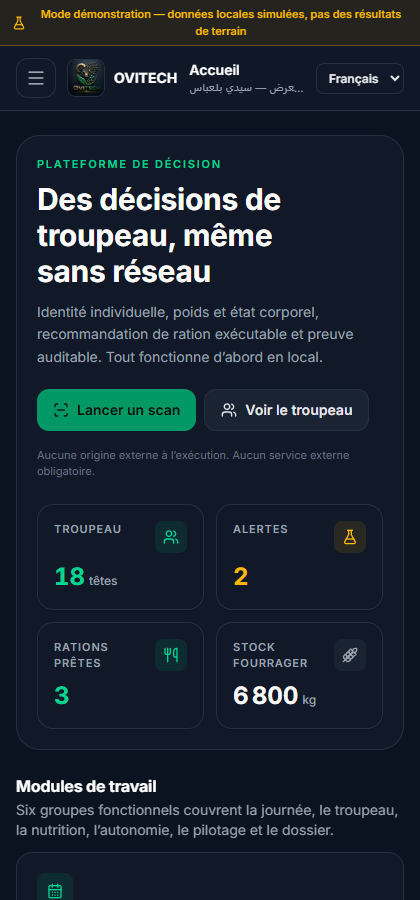 Mode démonstration — données locales simulées, pas des résultats
de terrain
OVITECH
Accueil
...عرض — سيدي بلعباس
Français
PLATEFORME DE DÉCISION
Des décisions de
troupeau, même
sans réseau
Identité individuelle, poids et état corporel,
recommandation de ration exécutable et preuve
auditable. Tout fonctionne d’abord en local.
Lancer un scan
Voir le troupeau
Aucune origine externe à l’exécution. Aucun service externe
obligatoire.
TROUPEAU
18 têtes
ALERTES
2
RATIONS
PRÊTES
3
STOCK
FOURRAGER
6 800 kg
Modules de travail
Six groupes fonctionnels couvrent la journée, le troupeau,
la nutrition, l’autonomie, le pilotage et le dossier.